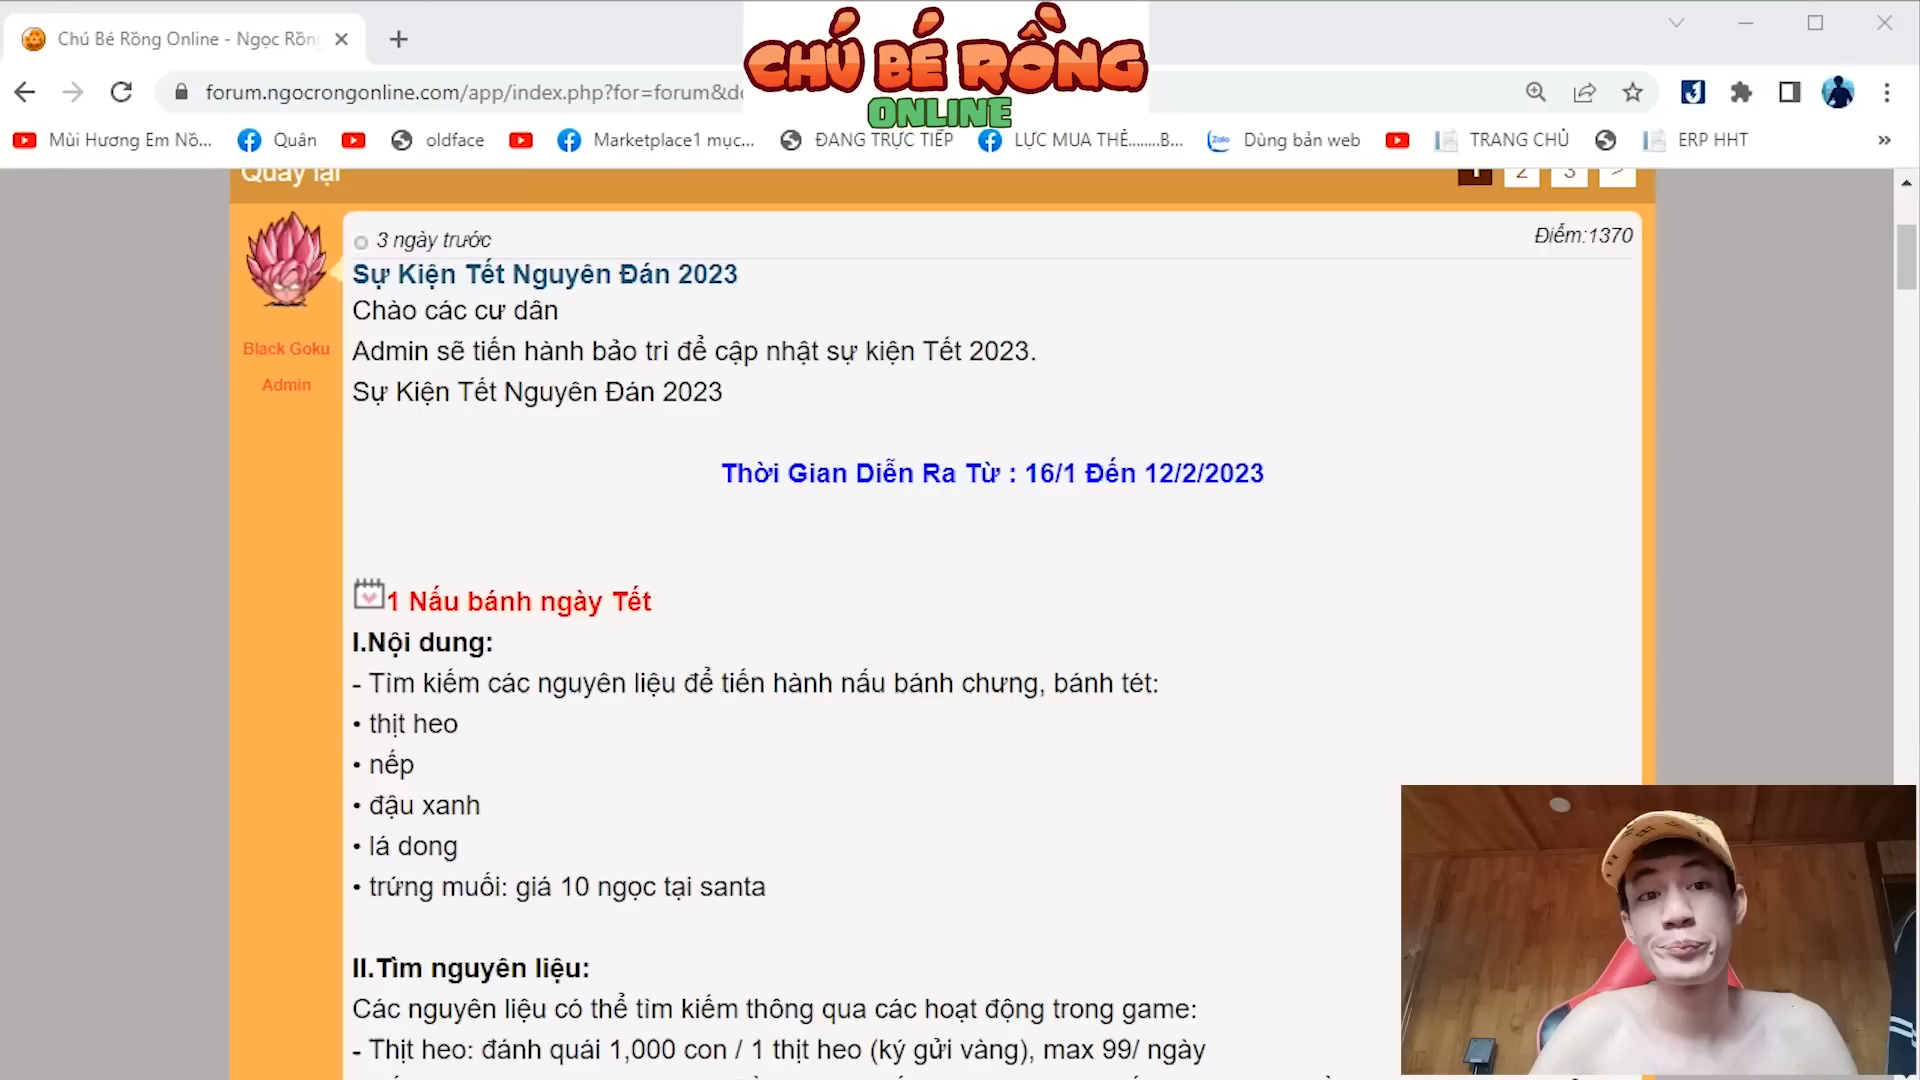 Chú Bé Rồng Online - Ngọc Rồng
CHÚ BÉ RỒNG
ONLINE
forum.ngocrongonline.com/app/index.php?for=forum&do
Mùi Hương Em Nồ...
Quân
oldface
Marketplace1 mục...
ĐANG TRỰC TIẾP
LỰC MUA THẺ........B...
Zalo
Dùng bản web
TRANG CHỦ
ERP HHT
Quay lại
1 2 3 >
3 ngày trước
Điểm:1370
Sự Kiện Tết Nguyên Đán 2023
Chào các cư dân
Black Goku
Admin
Admin sẽ tiến hành bảo trì để cập nhật sự kiện Tết 2023.
Sự Kiện Tết Nguyên Đán 2023
Thời Gian Diễn Ra Từ : 16/1 Đến 12/2/2023
1 Nấu bánh ngày Tết
I.Nội dung:
- Tìm kiếm các nguyên liệu để tiến hành nấu bánh chưng, bánh tét:
• thịt heo
• nếp
• đậu xanh
• lá dong
• trứng muối: giá 10 ngọc tại santa
II.Tìm nguyên liệu:
Các nguyên liệu có thể tìm kiếm thông qua các hoạt động trong game:
- Thịt heo: đánh quái 1,000 con / 1 thịt heo (ký gửi vàng), max 99/ ngày